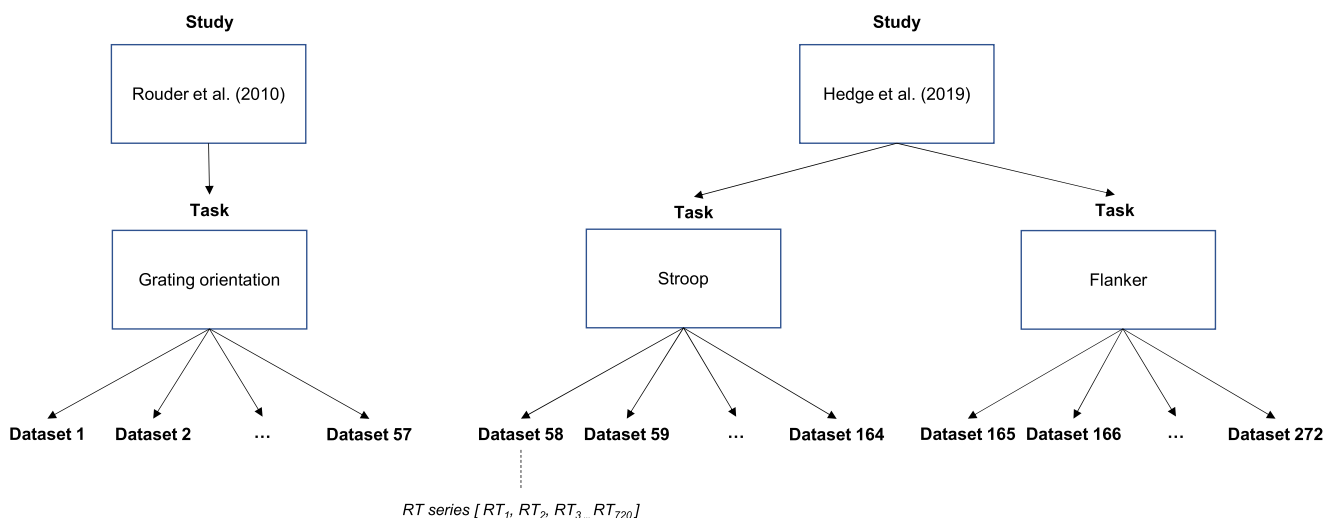 Study
Study
Rouder et al. (2010)
Hedge et al. (2019)
Task
Task
Task
Grating orientation
Stroop
Flanker
Dataset 1
Dataset 2
...
Dataset 57
Dataset 58
Dataset 59
...
Dataset 164
Dataset 165
Dataset 166
...
Dataset 272
RT series [ RT1, RT2, RT3... RT720]